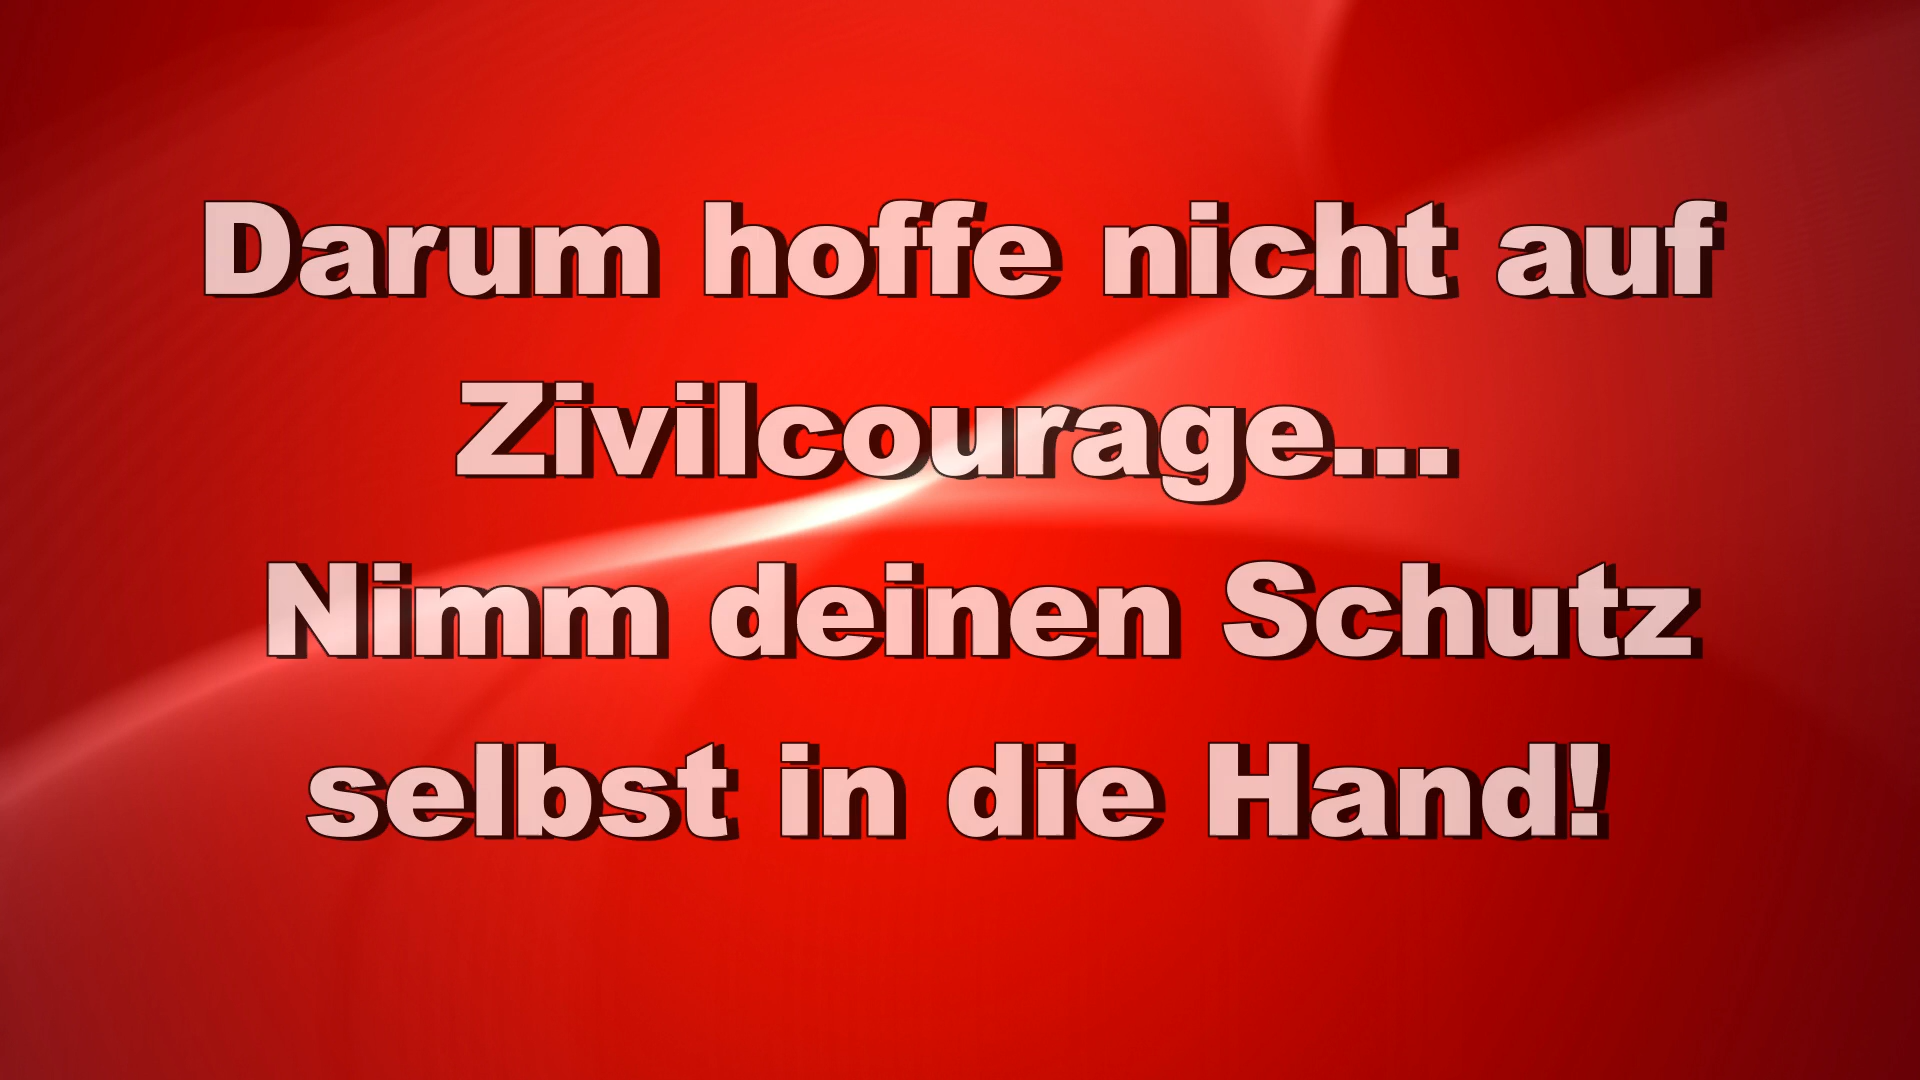 Darum hoffe nicht auf
Zivilcourage...
Nimm deinen Schutz
selbst in die Hand!